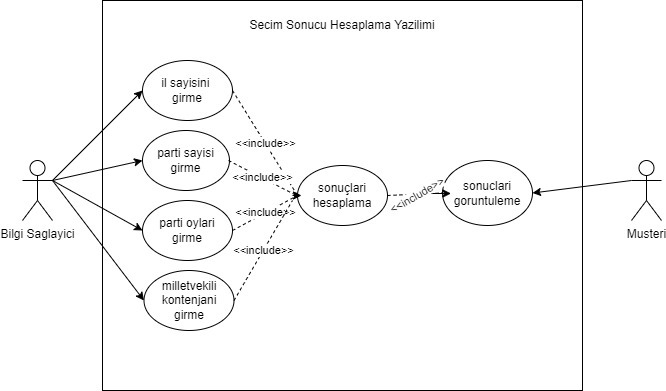 Secim Sonucu Hesaplama Yazilimi
il sayisini
girme
<<include>>
parti sayisi
girme
<<include>>
sonuçlari
hesaplama
<<include>>
sonuclari
goruntuleme
parti oylari
girme
<<include>>
Bilgi Saglayici
Musteri
<<include>>
milletvekili
kontenjani
girme